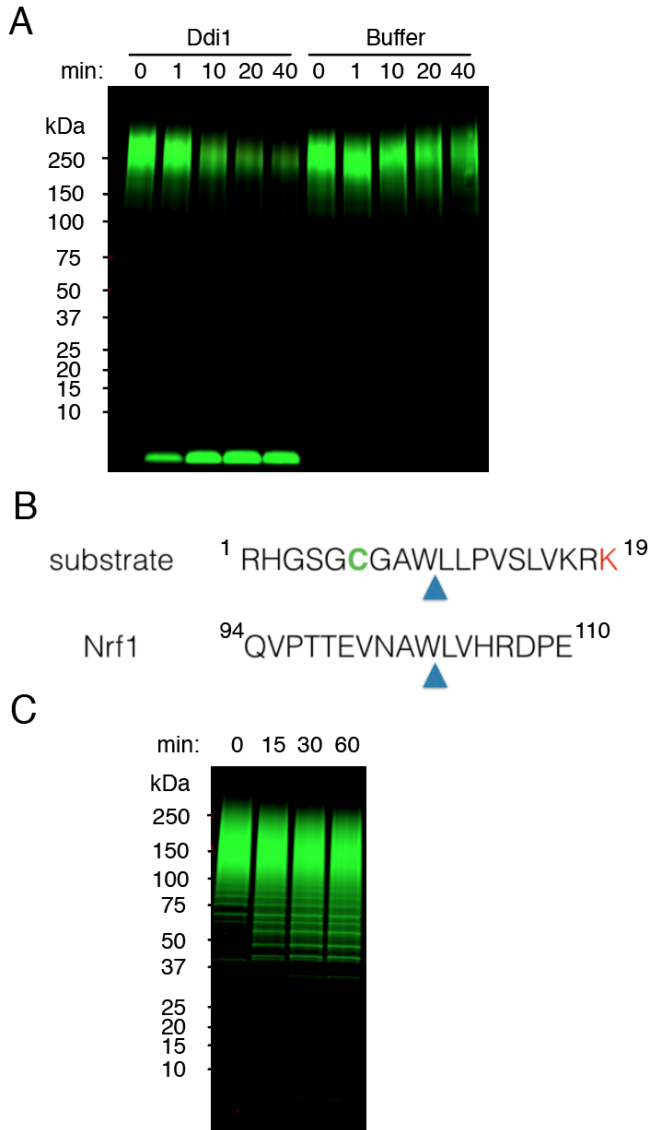 A
Ddi1 Buffer
min: 0 1 10 20 40 0 1 10 20 40
kDa
250
150
100
75
50
37
25
20
15
10
B
substrate 1 RHGSGCGAWLLPVSLVKRK 19
Nrf1 94 QVPTTEVNAWLVHRDPE 110
C
min: 0 15 30 60
kDa
250
150
100
75
50
37
25
20
15
10